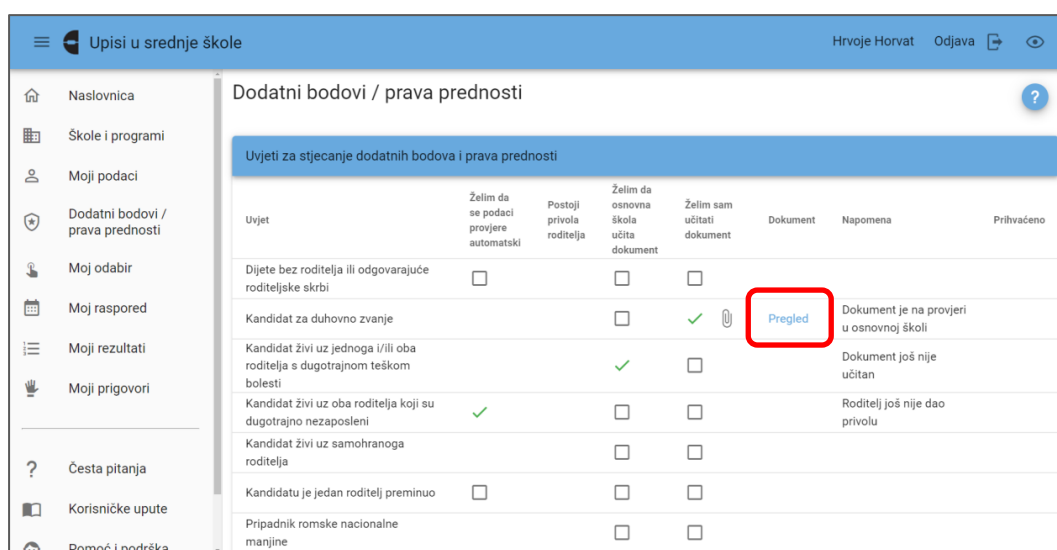 Upisi u srednje škole
Hrvoje Horvat
Odjava
Naslovnica
Škole i programi
Moji podaci
Dodatni bodovi /
prava prednosti
Moj odabir
Moj raspored
Moji rezultati
Moji prigovori
?
Česta pitanja
Korisničke upute
Pomoć i podrška
Dodatni bodovi / prava prednosti
?
Uvjeti za stjecanje dodatnih bodova i prava prednosti
Uvjet
Želim da
se podaci
provjere
automatski
Postoji
privola
roditelja
Želim da
osnovna
škola
učita
dokument
Želim sam
učitati
dokument
Dokument
Napomena
Prihvaćeno
Dijete bez roditelja ili odgovarajuće
roditeljske skrbi
Kandidat za duhovno zvanje
Pregled
Dokument je na provjeri
u osnovnoj školi
Kandidat živi uz jednoga i/ili oba
roditelja s dugotrajnom teškom
bolesti
Dokument još nije
učitan
Kandidat živi uz oba roditelja koji su
dugotrajno nezaposleni
Roditelj još nije dao
privolu
Kandidat živi uz samohranoga
roditelja
Kandidatu je jedan roditelj preminuo
Pripadnik romske nacionalne
manjine